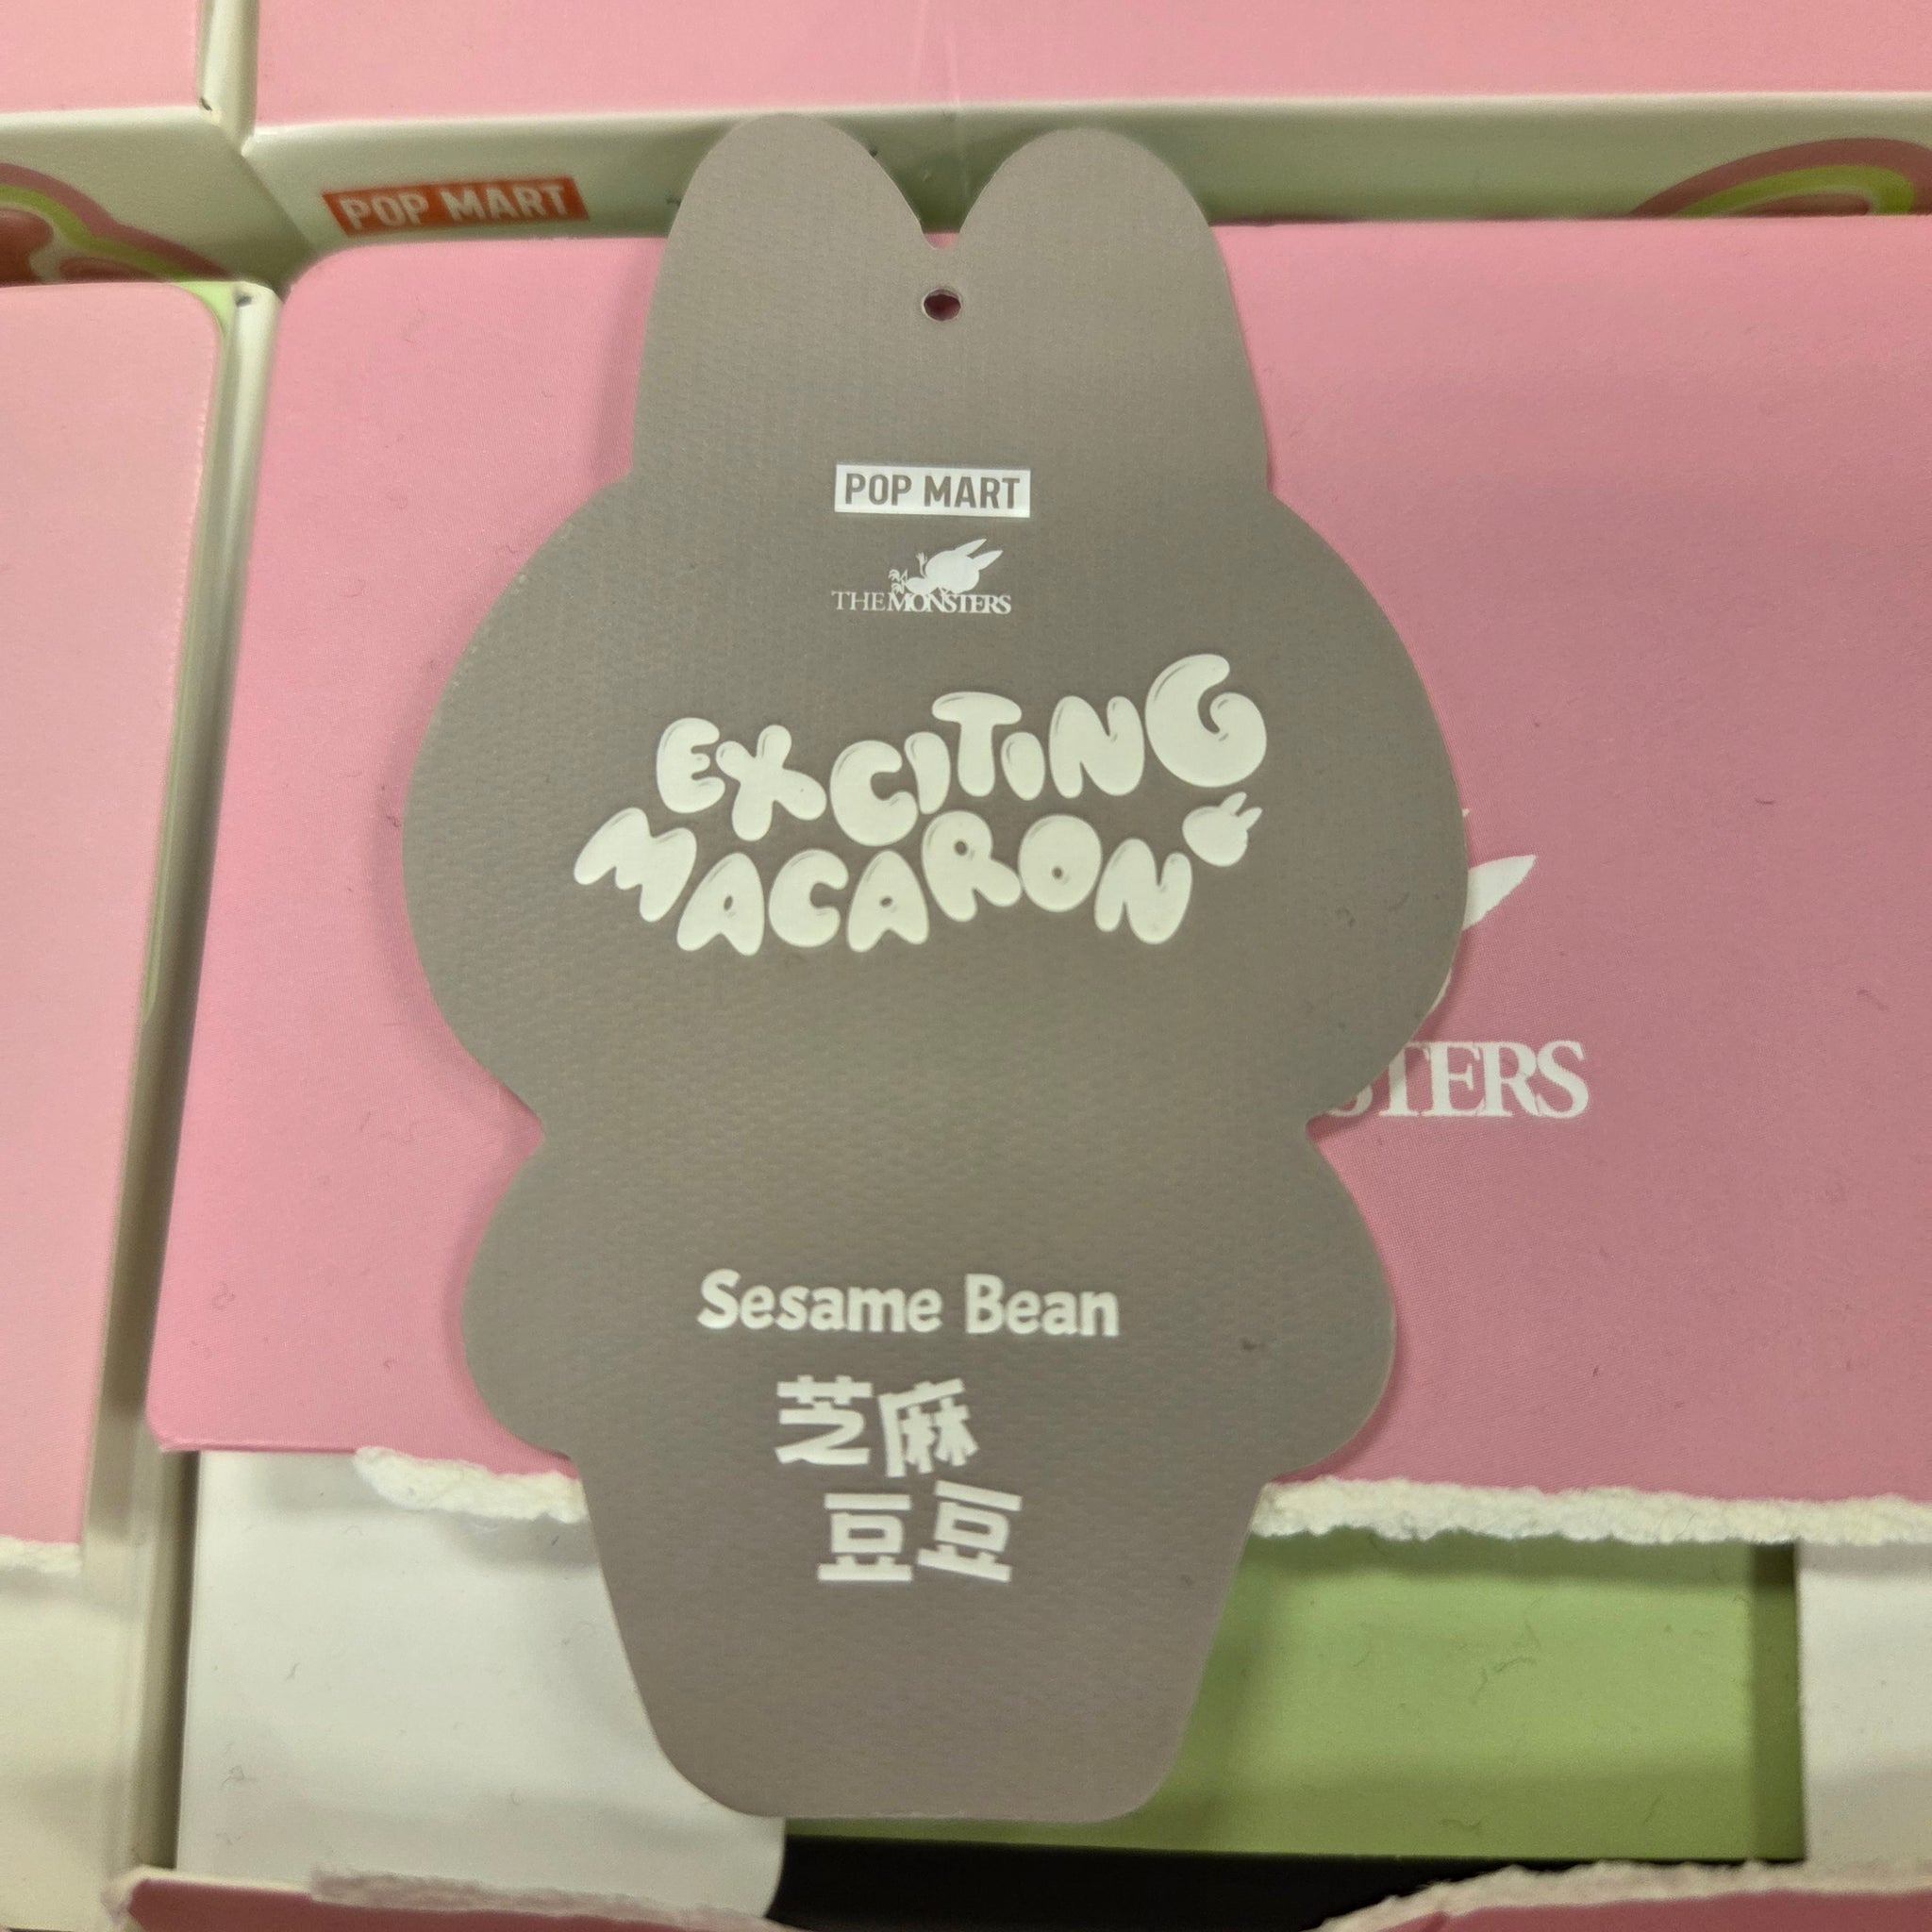 POP MART
POP MART
THE MONSTERS
EXCITING
MACARON
STERS
Sesame Bean
芝麻
豆豆